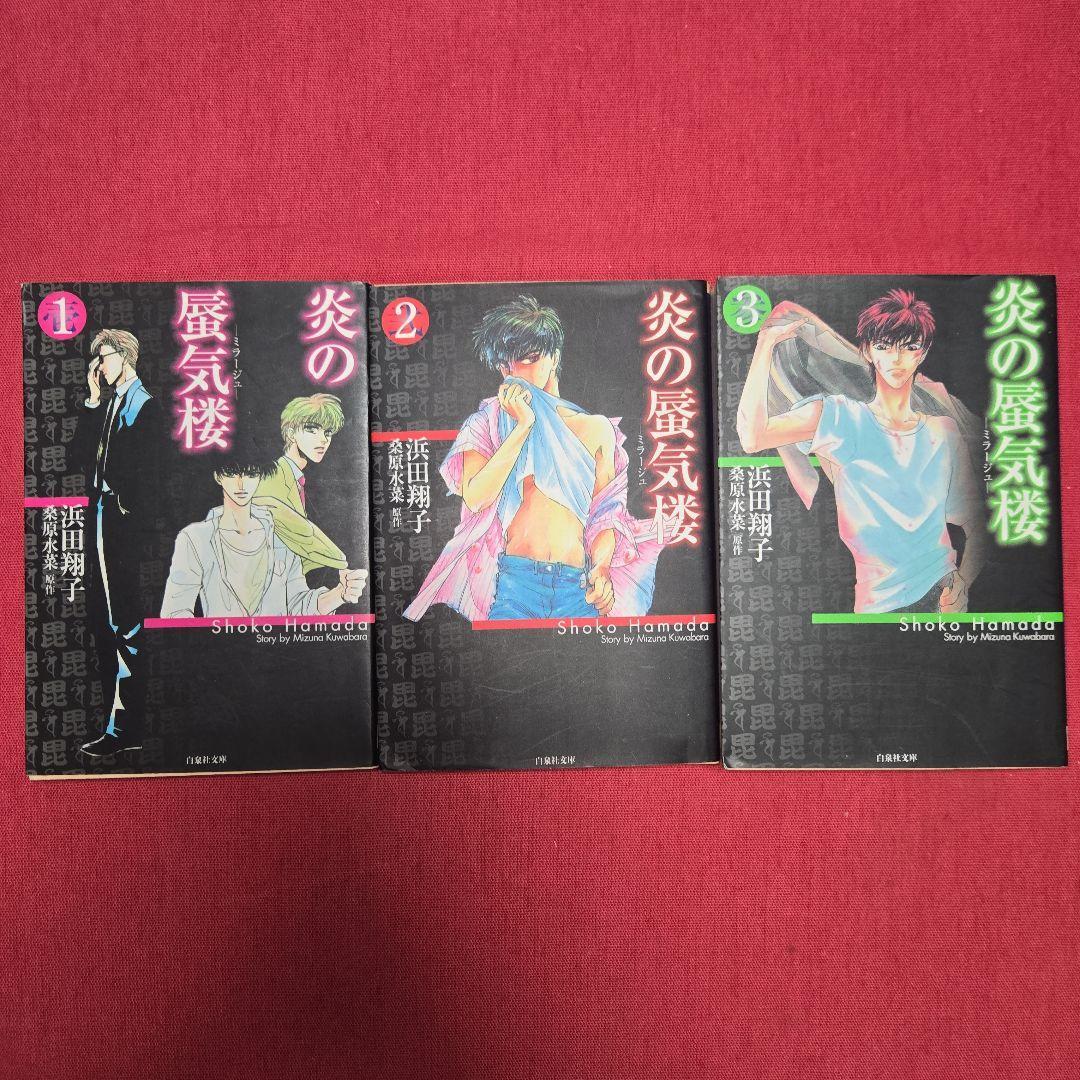 1
炎の
蜃気楼
―ミラージュ―
浜田翔子
桑原水菜 原作
Shoko Hamada
Story by Mizuna Kuwabara
白泉社文庫
2
炎の蜃気楼
―ミラージュ―
浜田翔子
桑原水菜 原作
Shoko Hamada
Story by Mizuna Kuwabara
白泉社文庫
3
炎の蜃気楼
―ミラージュ―
浜田翔子
桑原水菜 原作
Shoko Hamada
Story by Mizuna Kuwabara
白泉社文庫